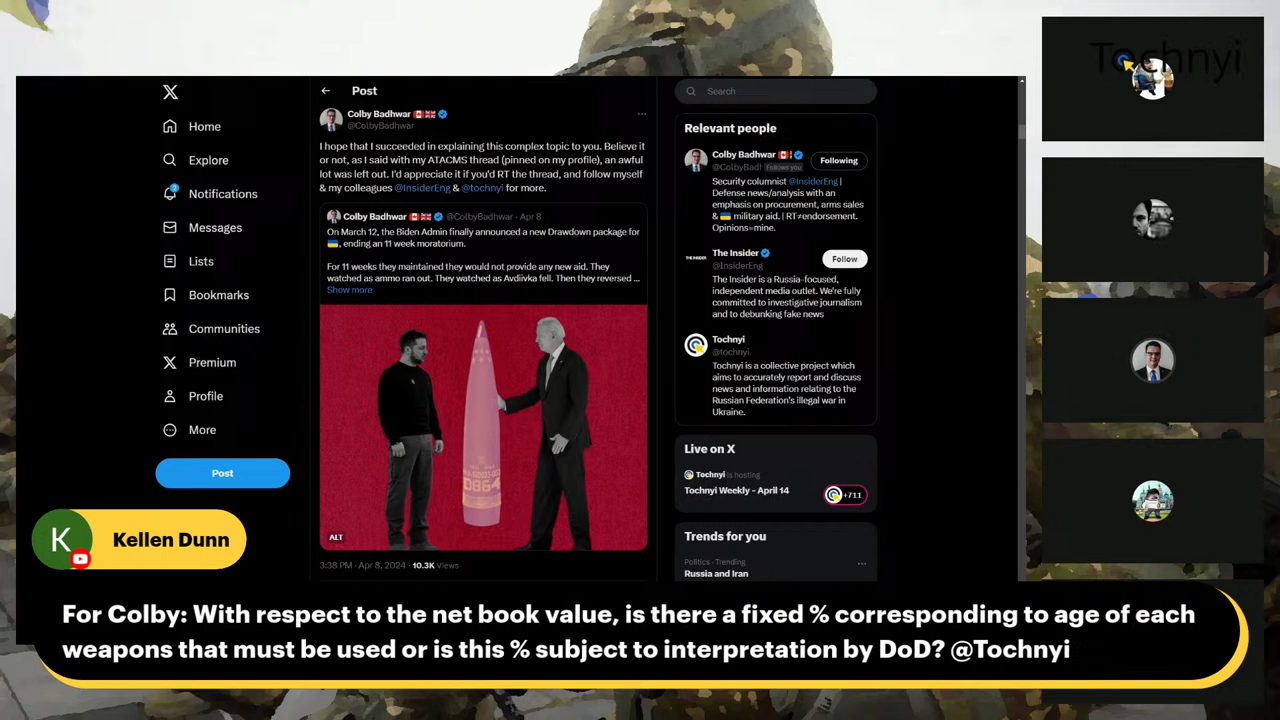 Tochnyi
Post
Search
Home
Explore
2
Notifications
Messages
Lists
Bookmarks
Communities
Premium
Profile
More
Post
Colby Badhwar
@ColbyBadhwar
I hope that I succeeded in explaining this complex topic to you. Believe it
or not, as I said with my ATACMS thread (pinned on my profile), an awful
lot was left out. I'd appreciate it if you'd RT the thread, and follow myself
& my colleagues @InsiderEng & @tochnyi for more.
Colby Badhwar @ColbyBadhwar · Apr 8
On March 12, the Biden Admin finally announced a new Drawdown package for
🇺🇦, ending an 11 week moratorium.
For 11 weeks they maintained they would not provide any new aid. They
watched as ammo ran out. They watched as Avdiivka fell. Then they reversed ...
Show more
D864
ALT
3:38 PM · Apr 8, 2024 · 10.3K Views
Relevant people
Colby Badhwar
Following
@ColbyBadl Follows you
Security columnist @InsiderEng |
Defense news/analysis with an
emphasis on procurement, arms sales
& 🇺🇦 military aid. | RT≠endorsement.
Opinions=mine.
THE INSIDER
The Insider
Follow
@InsiderEng
The Insider is a Russia-focused,
independent media outlet. We're fully
committed to investigative journalism
and to debunking fake news
Tochnyi
@tochnyi
Tochnyi is a collective project which
aims to accurately report and discuss
news and information relating to the
Russian Federation's illegal war in
Ukraine.
Live on X
Tochnyi is hosting
Tochnyi Weekly - April 14
+711
Trends for you
Politics · Trending
Russia and Iran
K
Kellen Dunn
For Colby: With respect to the net book value, is there a fixed % corresponding to age of each
weapons that must be used or is this % subject to interpretation by DoD? @Tochnyi